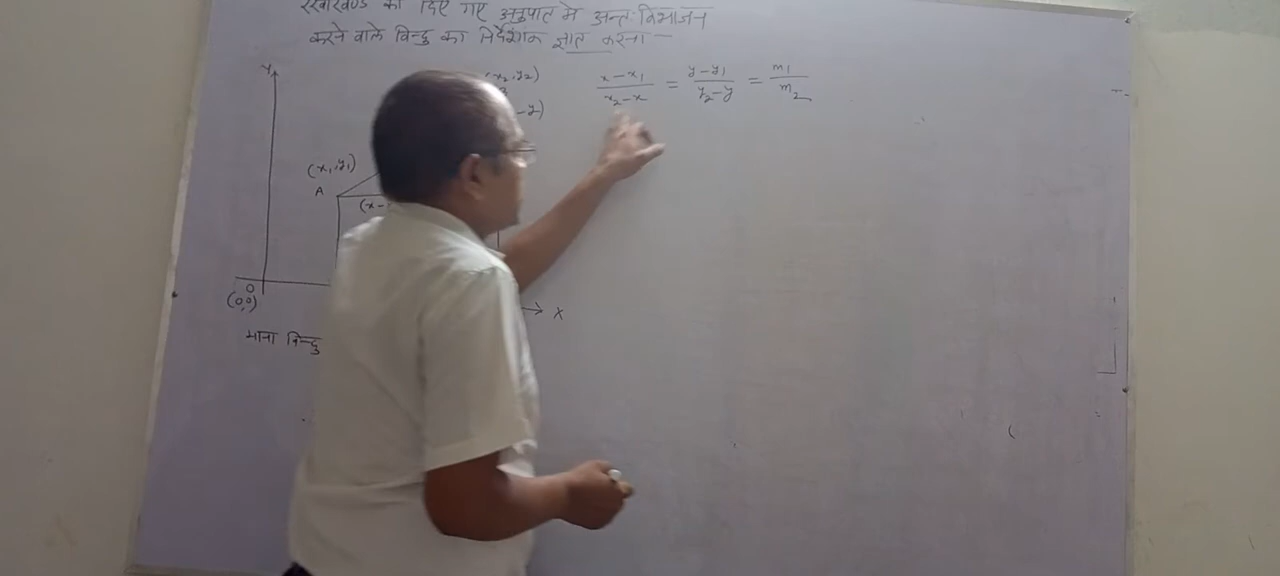 रेखाखण्ड को दिए गए अनुपात में अन्तः विभाजन
करने वाले विन्दु का निर्देशांक ज्ञात करना —
Y
(x₂, y₂)
(x₁, y₁)
A
(x-
- y)
0
(0,0)
X
माना विन्दु
x - x₁ / x₂ - x = y - y₁ / y₂ - y = m₁ / m₂